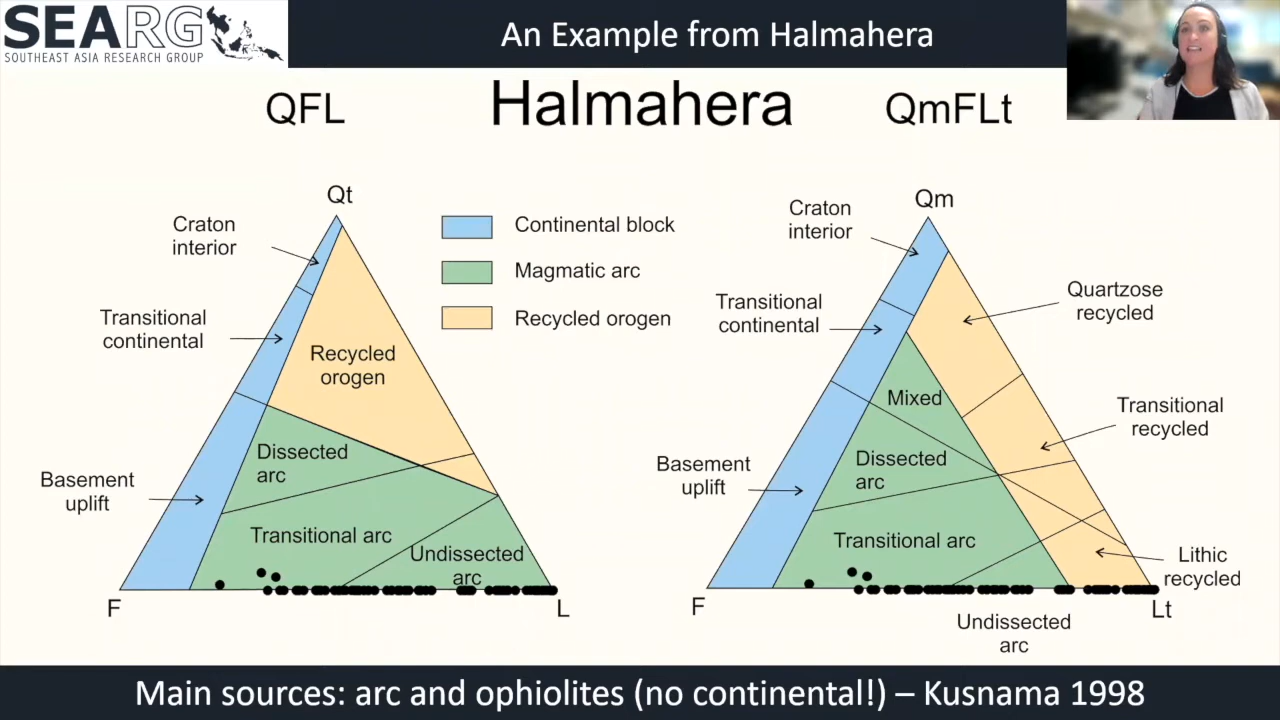 SEARG
SOUTHEAST ASIA RESEARCH GROUP
An Example from Halmahera
QFL
Halmahera
QmFLt
Qt
Craton
interior
Transitional
continental
Basement
uplift
Recycled
orogen
Dissected
arc
Transitional arc
Undissected
arc
F
L
Continental block
Magmatic arc
Recycled orogen
Qm
Craton
interior
Transitional
continental
Basement
uplift
Mixed
Dissected
arc
Transitional arc
Quartzose
recycled
Transitional
recycled
Lithic
recycled
F
Lt
Undissected
arc
Main sources: arc and ophiolites (no continental!) – Kusnama 1998